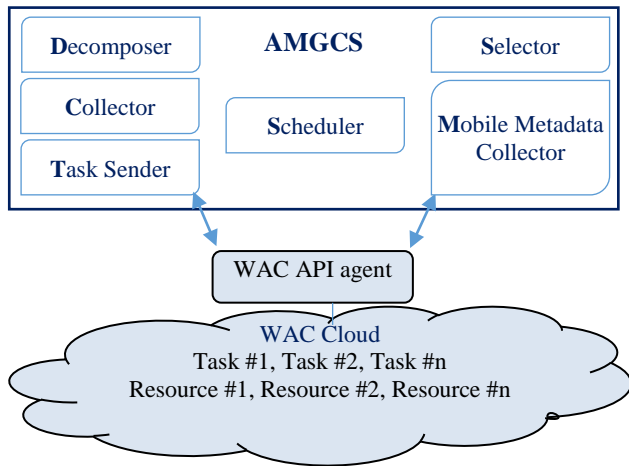 Decomposer
AMGCS
Selector
Collector
Scheduler
Mobile Metadata
Collector
Task Sender
WAC API agent
WAC Cloud
Task #1, Task #2, Task #n
Resource #1, Resource #2, Resource #n